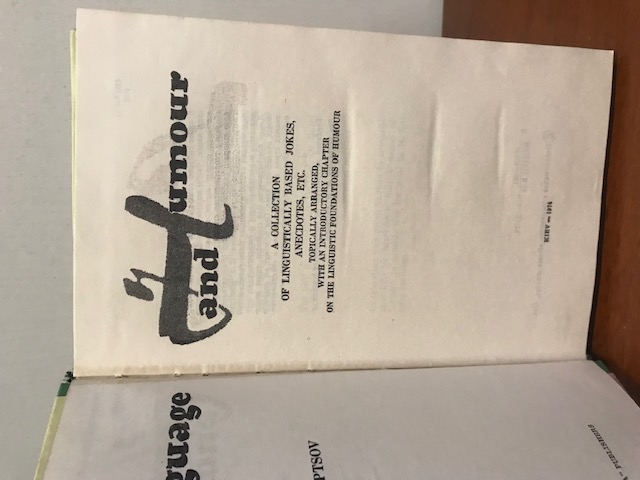 guage
PTSOV
A - PUBLISHERS
and Humour
A COLLECTION
OF LINGUISTICALLY BASED JOKES,
ANECDOTES, ETC.
TOPICALLY ARRANGED,
WITH AN INTRODUCTORY CHAPTER
ON THE LINGUISTIC FOUNDATIONS OF HUMOUR
KIEV — 1974